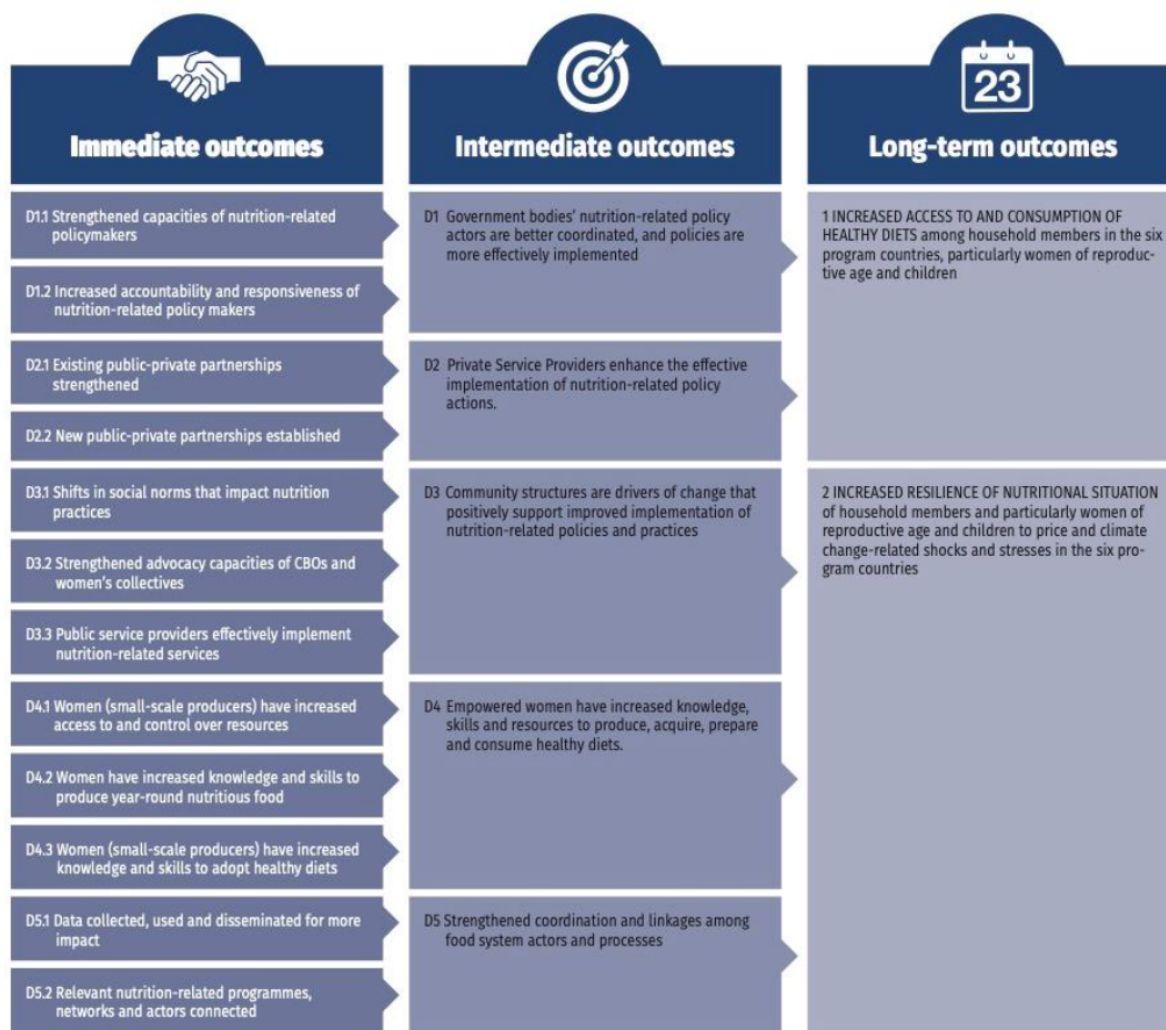 23
Immediate outcomes
Intermediate outcomes
Long-term outcomes
D1.1 Strengthened capacities of nutrition-related
policymakers
D1.2 Increased accountability and responsiveness of
nutrition-related policy makers
D2.1 Existing public-private partnerships
strengthened
D2.2 New public-private partnerships established
D3.1 Shifts in social norms that impact nutrition
practices
D3.2 Strengthened advocacy capacities of CBOs and
women's collectives
D3.3 Public service providers effectively implement
nutrition-related services
D4.1 Women (small-scale producers) have increased
access to and control over resources
D4.2 Women have increased knowledge and skills to
produce year-round nutritious food
D4.3 Women (small-scale producers) have increased
knowledge and skills to adopt healthy diets
D5.1 Data collected, used and disseminated for more
impact
D5.2 Relevant nutrition-related programmes,
networks and actors connected
D1 Government bodies' nutrition-related policy
actors are better coordinated, and policies are
more effectively implemented
D2 Private Service Providers enhance the effective
implementation of nutrition-related policy
actions.
D3 Community structures are drivers of change that
positively support improved implementation of
nutrition-related policies and practices
D4 Empowered women have increased knowledge,
skills and resources to produce, acquire, prepare
and consume healthy diets.
D5 Strengthened coordination and linkages among
food system actors and processes
1 INCREASED ACCESS TO AND CONSUMPTION OF
HEALTHY DIETS among household members in the six
program countries, particularly women of reproduc-
tive age and children
2 INCREASED RESILIENCE OF NUTRITIONAL SITUATION
of household members and particularly women of
reproductive age and children to price and climate
change-related shocks and stresses in the six pro-
gram countries